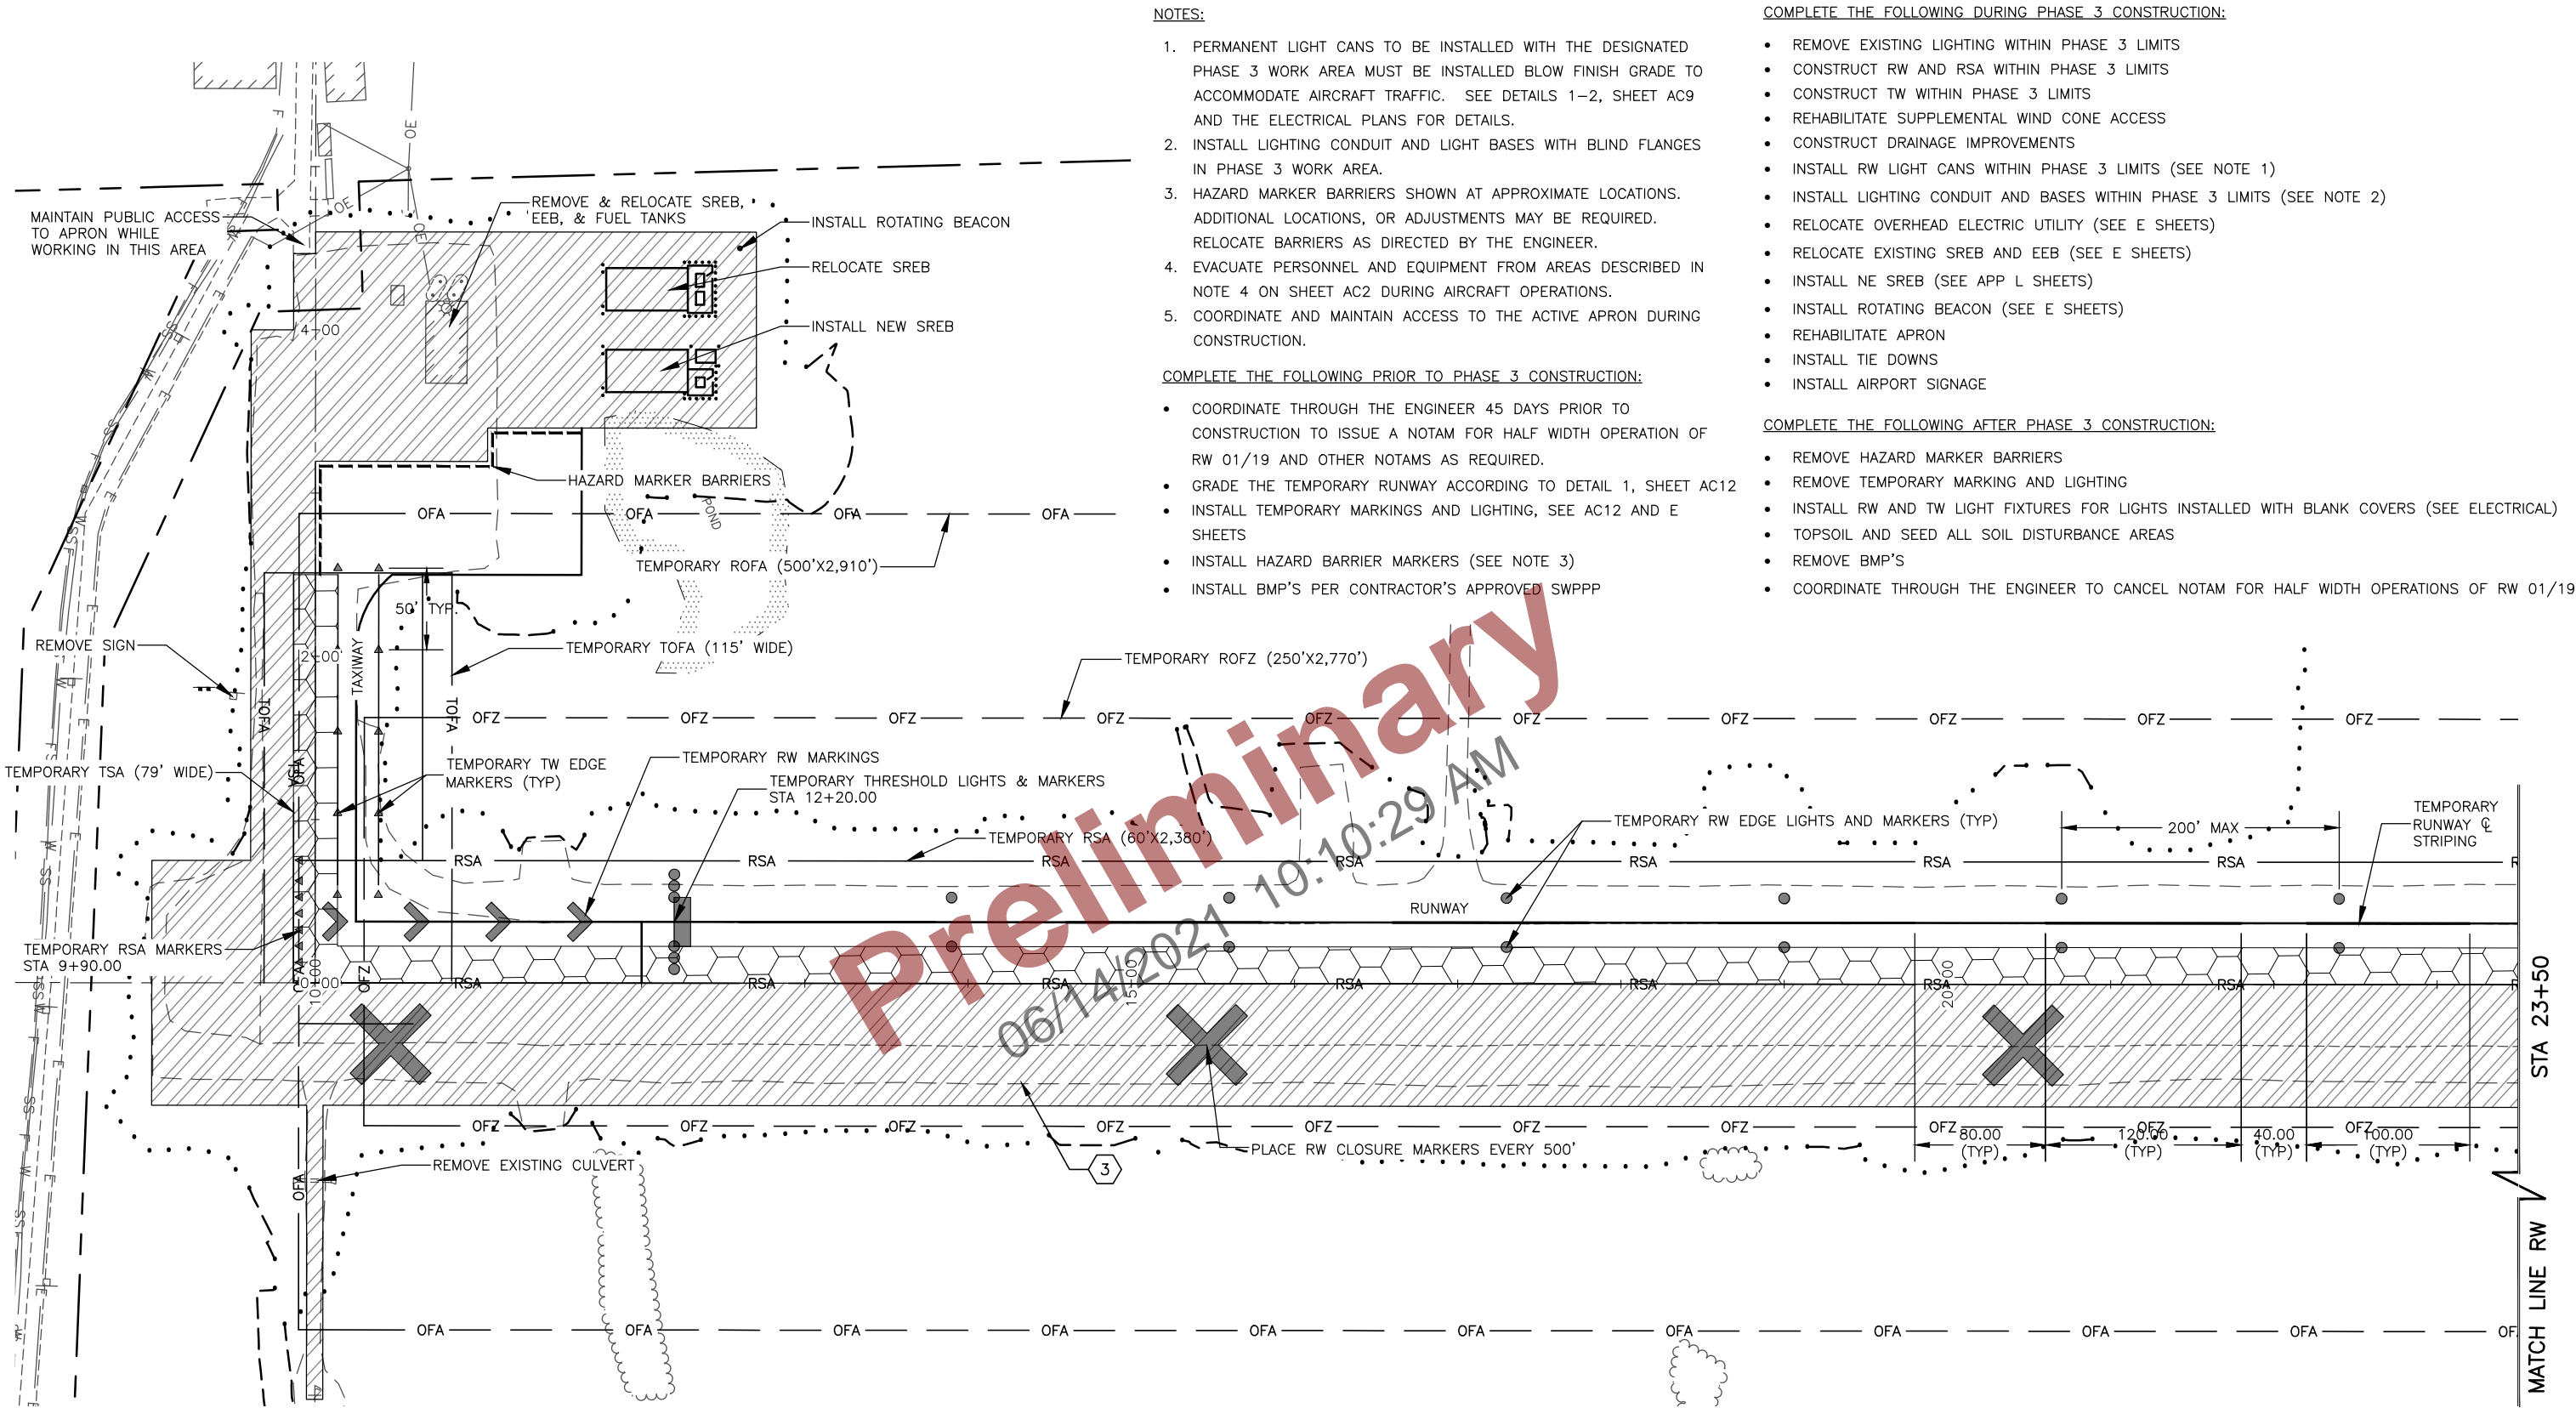 NOTES:
1. PERMANENT LIGHT CANS TO BE INSTALLED WITH THE DESIGNATED
PHASE 3 WORK AREA MUST BE INSTALLED BLOW FINISH GRADE TO
ACCOMMODATE AIRCRAFT TRAFFIC. SEE DETAILS 1-2, SHEET AC9
AND THE ELECTRICAL PLANS FOR DETAILS.
2. INSTALL LIGHTING CONDUIT AND LIGHT BASES WITH BLIND FLANGES
IN PHASE 3 WORK AREA.
3. HAZARD MARKER BARRIERS SHOWN AT APPROXIMATE LOCATIONS.
ADDITIONAL LOCATIONS, OR ADJUSTMENTS MAY BE REQUIRED.
RELOCATE BARRIERS AS DIRECTED BY THE ENGINEER.
4. EVACUATE PERSONNEL AND EQUIPMENT FROM AREAS DESCRIBED IN
NOTE 4 ON SHEET AC2 DURING AIRCRAFT OPERATIONS.
5. COORDINATE AND MAINTAIN ACCESS TO THE ACTIVE APRON DURING
CONSTRUCTION.
COMPLETE THE FOLLOWING PRIOR TO PHASE 3 CONSTRUCTION:
• COORDINATE THROUGH THE ENGINEER 45 DAYS PRIOR TO
CONSTRUCTION TO ISSUE A NOTAM FOR HALF WIDTH OPERATION OF
RW 01/19 AND OTHER NOTAMS AS REQUIRED.
• GRADE THE TEMPORARY RUNWAY ACCORDING TO DETAIL 1, SHEET AC12
• INSTALL TEMPORARY MARKINGS AND LIGHTING, SEE AC12 AND E
SHEETS
• INSTALL HAZARD BARRIER MARKERS (SEE NOTE 3)
• INSTALL BMP'S PER CONTRACTOR'S APPROVED SWPPP
COMPLETE THE FOLLOWING DURING PHASE 3 CONSTRUCTION:
• REMOVE EXISTING LIGHTING WITHIN PHASE 3 LIMITS
• CONSTRUCT RW AND RSA WITHIN PHASE 3 LIMITS
• CONSTRUCT TW WITHIN PHASE 3 LIMITS
• REHABILITATE SUPPLEMENTAL WIND CONE ACCESS
• CONSTRUCT DRAINAGE IMPROVEMENTS
• INSTALL RW LIGHT CANS WITHIN PHASE 3 LIMITS (SEE NOTE 1)
• INSTALL LIGHTING CONDUIT AND BASES WITHIN PHASE 3 LIMITS (SEE NOTE 2)
• RELOCATE OVERHEAD ELECTRIC UTILITY (SEE E SHEETS)
• RELOCATE EXISTING SREB AND EEB (SEE E SHEETS)
• INSTALL NE SREB (SEE APP L SHEETS)
• INSTALL ROTATING BEACON (SEE E SHEETS)
• REHABILITATE APRON
• INSTALL TIE DOWNS
• INSTALL AIRPORT SIGNAGE
COMPLETE THE FOLLOWING AFTER PHASE 3 CONSTRUCTION:
• REMOVE HAZARD MARKER BARRIERS
• REMOVE TEMPORARY MARKING AND LIGHTING
• INSTALL RW AND TW LIGHT FIXTURES FOR LIGHTS INSTALLED WITH BLANK COVERS (SEE ELECTRICAL)
• TOPSOIL AND SEED ALL SOIL DISTURBANCE AREAS
• REMOVE BMP'S
• COORDINATE THROUGH THE ENGINEER TO CANCEL NOTAM FOR HALF WIDTH OPERATIONS OF RW 01/19
MAINTAIN PUBLIC ACCESS
TO APRON WHILE
WORKING IN THIS AREA
OE
OE
OE
REMOVE & RELOCATE SREB,
EEB, & FUEL TANKS
INSTALL ROTATING BEACON
RELOCATE SREB
INSTALL NEW SREB
4+00
HAZARD MARKER BARRIERS
POND
OFA OFA OFA OFA
TEMPORARY ROFA (500'X2,910')
50' TYP.
REMOVE SIGN
2+00
TAXIWAY
TEMPORARY TOFA (115' WIDE)
TEMPORARY ROFZ (250'X2,770')
TOFA
TOFA
OFZ OFZ OFZ OFZ OFZ OFZ OFZ OFZ OFZ OFZ
TEMPORARY TSA (79' WIDE)
TSA
OFA
TEMPORARY TW EDGE
MARKERS (TYP)
TEMPORARY RW MARKINGS
TEMPORARY THRESHOLD LIGHTS & MARKERS
STA 12+20.00
TEMPORARY RSA (60'X2,380')
TEMPORARY RW EDGE LIGHTS AND MARKERS (TYP)
200' MAX
TEMPORARY
RUNWAY ℄
STRIPING
RSA RSA RSA RSA RSA RSA RSA R
RUNWAY
TEMPORARY RSA MARKERS
STA 9+90.00
OFZ
0+00
10+00
15+00
20+00
RSA RSA RSA RSA RSA RSA RSA R
Preliminary
06/14/2021 10:10:29 AM
STA 23+50
MATCH LINE RW
OFZ OFZ OFZ OFZ OFZ OFZ OFZ OFZ OFZ OFZ
80.00
(TYP)
120.00
(TYP)
40.00
(TYP)
100.00
(TYP)
PLACE RW CLOSURE MARKERS EVERY 500'
3
REMOVE EXISTING CULVERT
OFA
OFA OFA OFA OFA OFA OFA OFA OFA OFA OFA OF